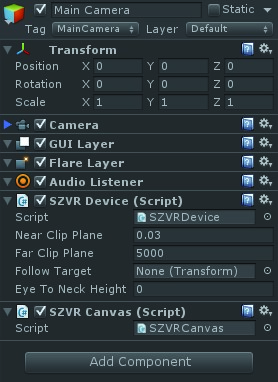 Main Camera Static
Tag MainCamera Layer Default
Transform
Position X 0 Y 0 Z 0
Rotation X 0 Y 0 Z 0
Scale X 1 Y 1 Z 1
Camera
GUI Layer
Flare Layer
Audio Listener
SZVR Device (Script)
Script SZVRDevice
Near Clip Plane 0.03
Far Clip Plane 5000
Follow Target None (Transform)
Eye To Neck Height 0
SZVR Canvas (Script)
Script SZVRCanvas
Add Component